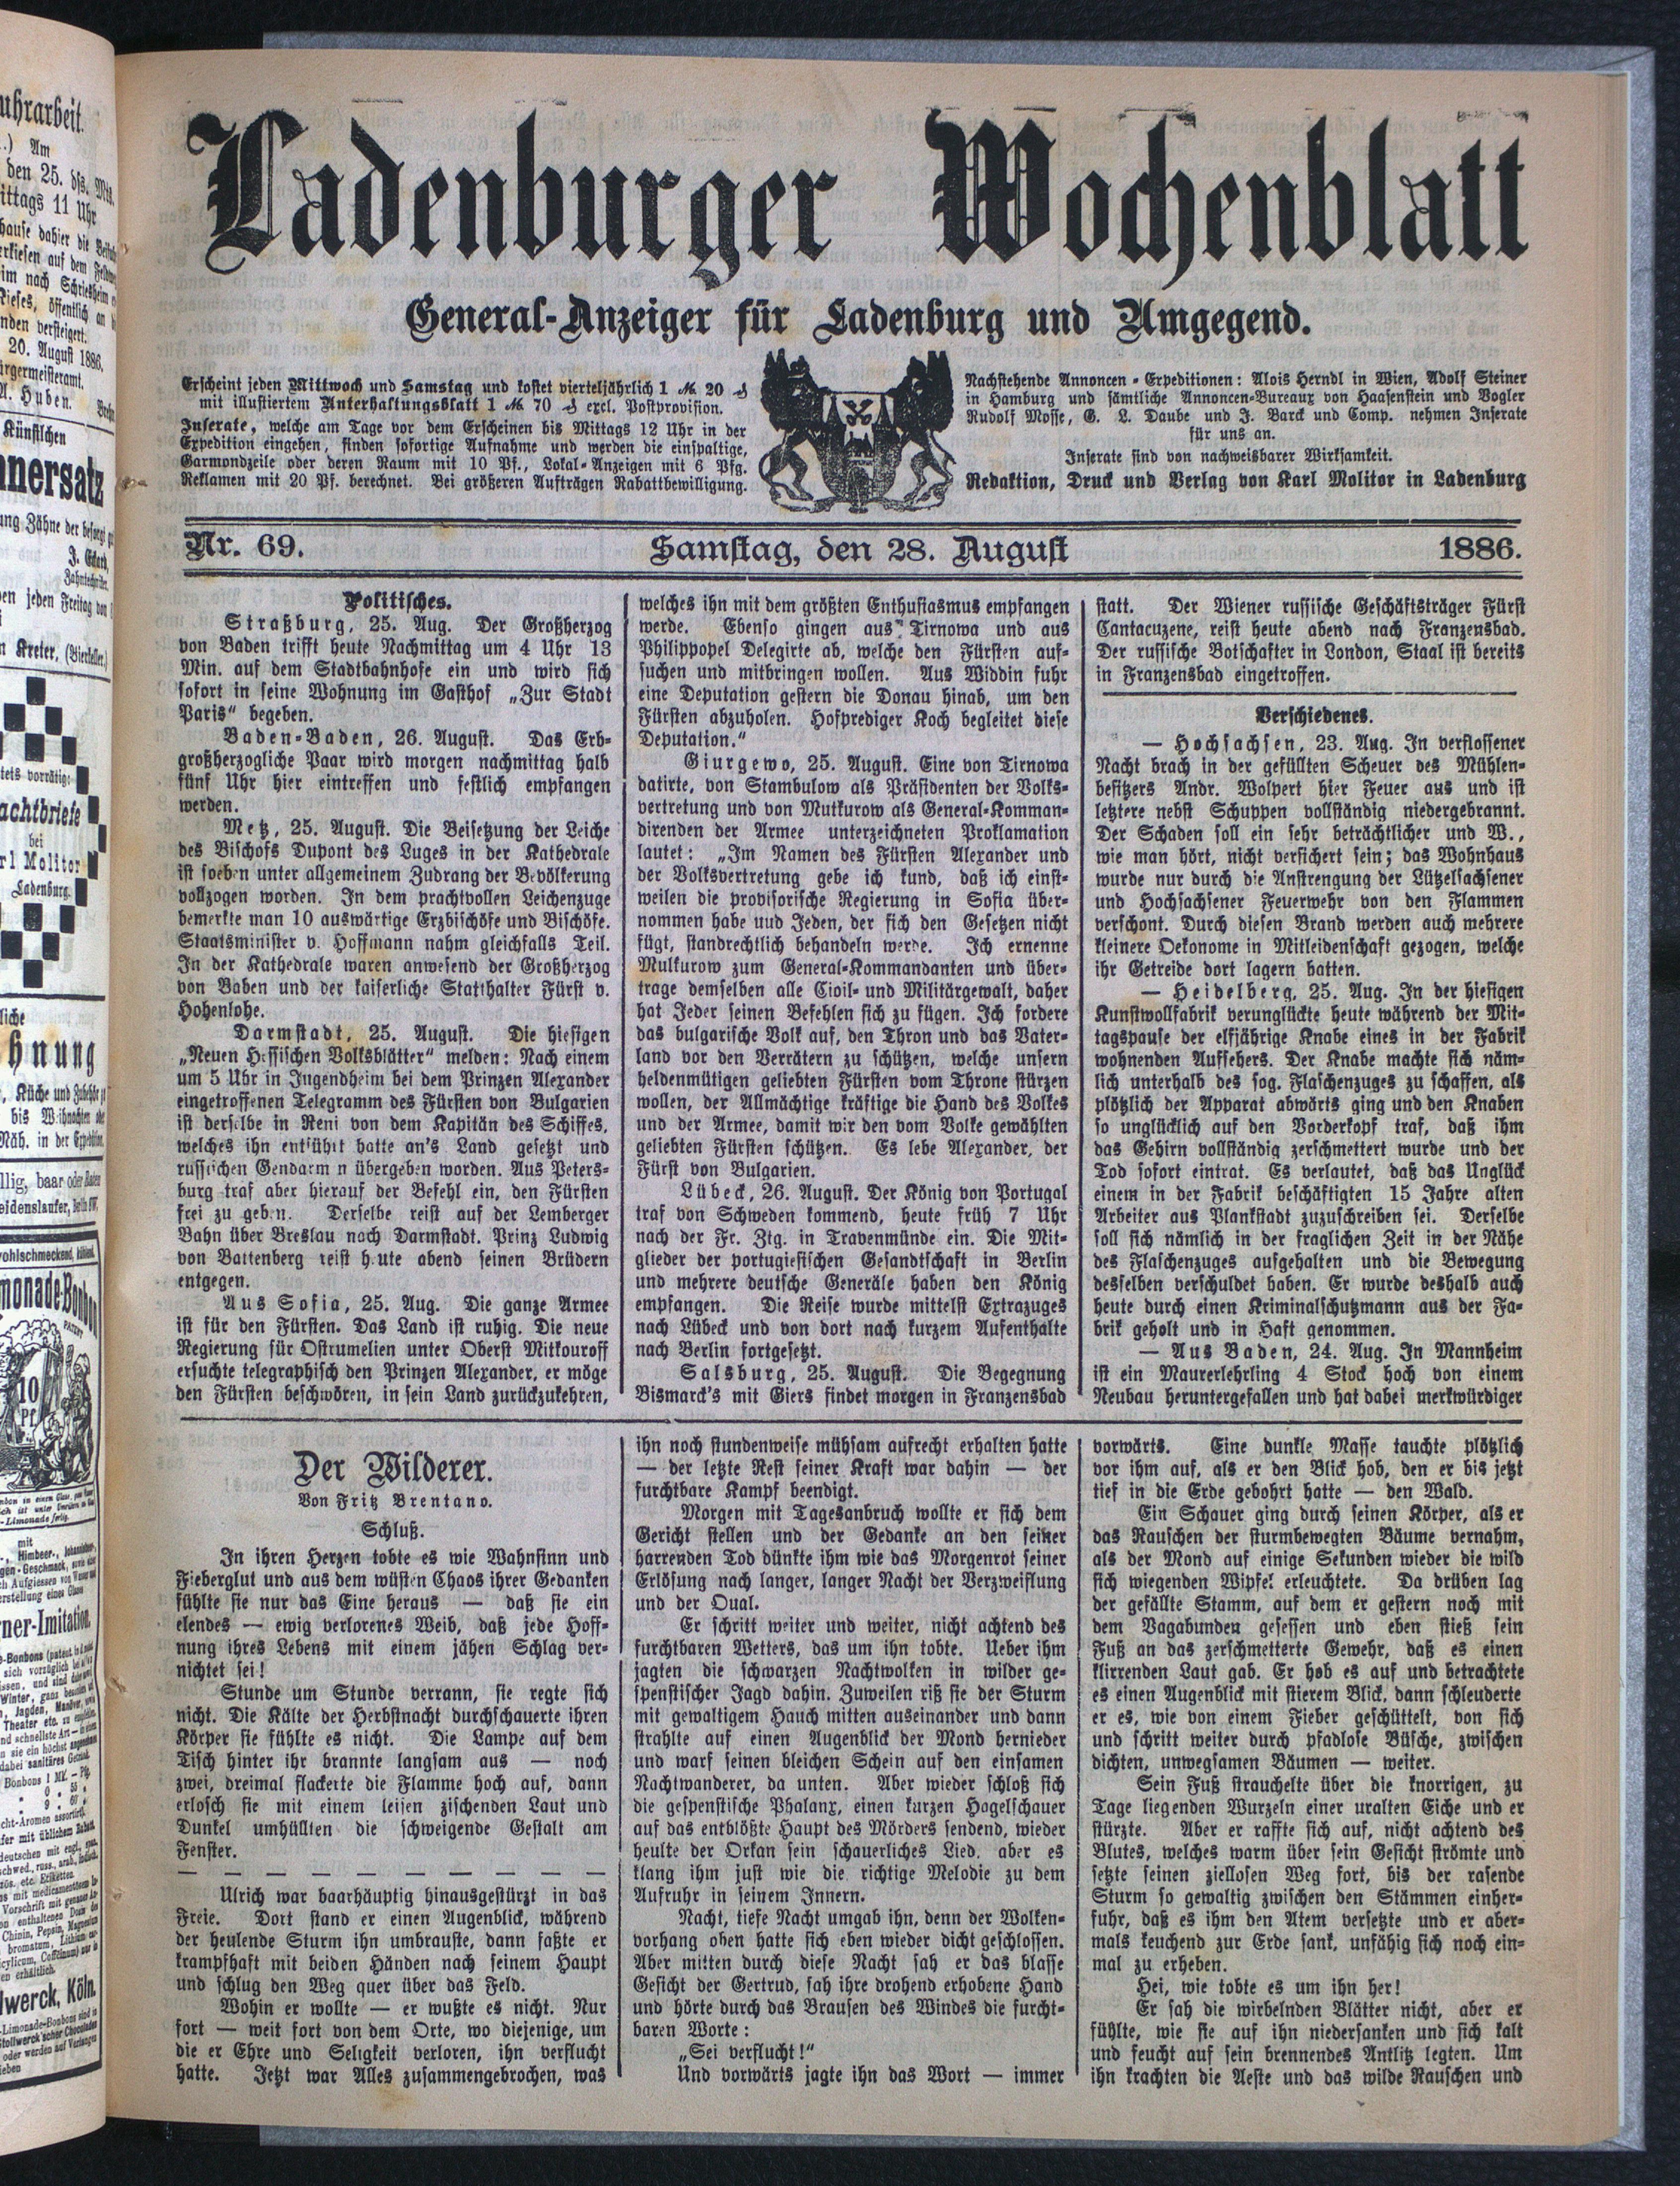 Ladenburger Wochenblatt
General-Anzeiger für Ladenburg und Umgegend.
Erscheint jeden Mittwoch und Samstag und kostet vierteljährlich 1 ℳ 20 ₰
mit illustiertem Unterhaltungsblatt 1 ℳ 70 ₰ excl. Postprovision.
Inserate, welche am Tage vor dem Erscheinen bis Mittags 12 Uhr in der
Expedition eingehen, finden sofortige Aufnahme und werden die einspaltige,
Garmondzeile oder deren Raum mit 10 Pf., Lokal-Anzeigen mit 6 Pfg.
Reklamen mit 20 Pf. berechnet. Bei größeren Aufträgen Rabattbewilligung.
Nachstehende Annoncen-Expeditionen: Alois Herndl in Wien, Adolf Steiner
in Hamburg und sämtliche Annoncen-Bureaux von Haasenstein und Vogler
Rudolf Mosse, G. L. Daube und J. Barck und Comp. nehmen Inserate
für uns an.
Inserate sind von nachweisbarer Wirksamkeit.
Redaktion, Druck und Verlag von Karl Molitor in Ladenburg
Nr. 69. Samstag, den 28. August 1886.
Politisches.
Straßburg, 25. Aug. Der Großherzog
von Baden trifft heute Nachmittag um 4 Uhr 13
Min. auf dem Stadtbahnhofe ein und wird sich
sofort in seine Wohnung im Gasthof „Zur Stadt
Paris“ begeben.
Baden-Baden, 26. August. Das Erb-
großherzogliche Paar wird morgen nachmittag halb
fünf Uhr hier eintreffen und festlich empfangen
werden.
Metz, 25. August. Die Beisetzung der Leiche
des Bischofs Dupont des Luges in der Kathedrale
ist soeben unter allgemeinem Zudrang der Bevölkerung
vollzogen worden. In dem prachtvollen Leichenzuge
bemerkte man 10 auswärtige Erzbischöfe und Bischöfe.
Staatsminister v. Hoffmann nahm gleichfalls Teil.
In der Kathedrale waren anwesend der Großherzog
von Baden und der kaiserliche Statthalter Fürst v.
Hohenlohe.
Darmstadt, 25. August. Die hiesigen
„Neuen Hessischen Volksblätter“ melden: Nach einem
um 5 Uhr in Jugendheim bei dem Prinzen Alexander
eingetroffenen Telegramm des Fürsten von Bulgarien
ist derselbe in Reni von dem Kapitän des Schiffes,
welches ihn entführt hatte an's Land gesetzt und
russischen Gendarm n übergeben worden. Aus Peters-
burg traf aber hierauf der Befehl ein, den Fürsten
frei zu geb.n. Derselbe reist auf der Lemberger
Bahn über Breslau nach Darmstadt. Prinz Ludwig
von Battenberg reist h.ute abend seinen Brüdern
entgegen.
Aus Sofia, 25. Aug. Die ganze Armee
ist für den Fürsten. Das Land ist ruhig. Die neue
Regierung für Ostrumelien unter Oberst Mitkouroff
ersuchte telegraphisch den Prinzen Alexander, er möge
den Fürsten beschwören, in sein Land zurückzukehren,
welches ihn mit dem größten Enthusiasmus empfangen
werde. Ebenso gingen aus Tirnowa und aus
Philippopel Delegirte ab, welche den Fürsten auf-
suchen und mitbringen wollen. Aus Widdin fuhr
eine Deputation gestern die Donau hinab, um den
Fürsten abzuholen. Hofprediger Koch begleitet diese
Deputation.“
Giurgewo, 25. August. Eine von Tirnowa
datirte, von Stambulow als Präsidenten der Volks-
vertretung und von Mutkurow als General-Komman-
direnden der Armee unterzeichneten Proklamation
lautet: „Im Namen des Fürsten Alexander und
der Volksvertretung gebe ich kund, daß ich einst-
weilen die provisorische Regierung in Sofia über-
nommen habe uud Jeden, der sich den Gesetzen nicht
fügt, standrechtlich behandeln werde. Ich ernenne
Mulkurow zum General-Kommandanten und über-
trage demselben alle Civil- und Militärgewalt, daher
hat Jeder seinen Befehlen sich zu fügen. Ich fordere
das bulgarische Volk auf, den Thron und das Vater-
land vor den Verrätern zu schützen, welche unsern
heldenmütigen geliebten Fürsten vom Throne stürzen
wollen, der Allmächtige kräftige die Hand des Volkes
und der Armee, damit wir den vom Volke gewählten
geliebten Fürsten schützen. Es lebe Alexander, der
Fürst von Bulgarien.
Lübeck, 26. August. Der König von Portugal
traf von Schweden kommend, heute früh 7 Uhr
nach der Fr. Ztg. in Travenmünde ein. Die Mit-
glieder der portugiesischen Gesandtschaft in Berlin
und mehrere deutsche Generäle haben den König
empfangen. Die Reise wurde mittelst Extrazuges
nach Lübeck und von dort nach kurzem Aufenthalte
nach Berlin fortgesetzt.
Salsburg, 25. August. Die Begegnung
Bismarck's mit Giers findet morgen in Franzensbad
statt. Der Wiener russische Geschäftsträger Fürst
Cantacuzene, reist heute abend nach Franzensbad.
Der russische Botschafter in London, Staal ist bereits
in Franzensbad eingetroffen.
Verschiedenes.
— Hochsachsen, 23. Aug. In verflossener
Nacht brach in der gefüllten Scheuer des Mühlen-
besitzers Andr. Wolpert hier Feuer aus und ist
letztere nebst Schuppen vollständig niedergebrannt.
Der Schaden soll ein sehr beträchtlicher und W.,
wie man hört, nicht versichert sein; das Wohnhaus
wurde nur durch die Anstrengung der Lützelsachsener
und Hochsachsener Feuerwehr von den Flammen
verschont. Durch diesen Brand werden auch mehrere
kleinere Oekonome in Mitleidenschaft gezogen, welche
ihr Getreide dort lagern batten.
— Heidelberg, 25. Aug. In der hiesigen
Kunstwollfabrik verunglückte heute während der Mit-
tagspause der elfjährige Knabe eines in der Fabrik
wohnenden Aufsehers. Der Knabe machte sich näm-
lich unterhalb des sog. Flaschenzuges zu schaffen, als
plötzlich der Apparat abwärts ging und den Knaben
so unglücklich auf den Vorderkopf traf, daß ihm
das Gehirn vollständig zerschmettert wurde und der
Tod sofort eintrat. Es verlautet, daß das Unglück
einem in der Fabrik beschäftigten 15 Jahre alten
Arbeiter aus Plankstadt zuzuschreiben sei. Derselbe
soll sich nämlich in der fraglichen Zeit in der Nähe
des Flaschenzuges aufgehalten und die Bewegung
desselben verschuldet haben. Er wurde deshalb auch
heute durch einen Kriminalschutzmann aus der Fa-
brik geholt und in Haft genommen.
— Aus Baden, 24. Aug. In Mannheim
ist ein Maurerlehrling 4 Stock hoch von einem
Neubau heruntergefallen und hat dabei merkwürdiger
Der Wilderer.
Von Fritz Brentano.
Schluß.
In ihren Herzen tobte es wie Wahnsinn und
Fieberglut und aus dem wüsten Chaos ihrer Gedanken
fühlte sie nur das Eine heraus — daß sie ein
elendes — ewig verlorenes Weib, daß jede Hoff-
nung ihres Lebens mit einem jähen Schlag ver-
nichtet sei!
Stunde um Stunde verrann, sie regte sich
nicht. Die Kälte der Herbstnacht durchschauerte ihren
Körper sie fühlte es nicht. Die Lampe auf dem
Tisch hinter ihr brannte langsam aus — noch
zwei, dreimal flackerte die Flamme hoch auf, dann
erlosch sie mit einem leisen zischenden Laut und
Dunkel umhüllten die schweigende Gestalt am
Fenster.
— — — — — — — — — —
Ulrich war baarhäuptig hinausgestürzt in das
Freie. Dort stand er einen Augenblick, während
der heulende Sturm ihn umbrauste, dann faßte er
krampfhaft mit beiden Händen nach seinem Haupt
und schlug den Weg quer über das Feld.
Wohin er wollte — er wußte es nicht. Nur
fort — weit fort von dem Orte, wo diejenige, um
die er Ehre und Seligkeit verloren, ihn verflucht
hatte. Jetzt war Alles zusammengebrochen, was
ihn noch stundenweise mühsam aufrecht erhalten hatte
— der letzte Rest seiner Kraft war dahin — der
furchtbare Kampf beendigt.
Morgen mit Tagesanbruch wollte er sich dem
Gericht stellen und der Gedanke an den seiner
harrenden Tod dünkte ihm wie das Morgenrot seiner
Erlösung nach langer, langer Nacht der Verzweiflung
und der Qual.
Er schritt weiter und weiter, nicht achtend des
furchtbaren Wetters, das um ihn tobte. Ueber ihm
jagten die schwarzen Nachtwolken in wilder ge-
spenstischer Jagd dahin. Zuweilen riß sie der Sturm
mit gewaltigem Hauch mitten auseinander und dann
strahlte auf einen Augenblick der Mond hernieder
und warf seinen bleichen Schein auf den einsamen
Nachtwanderer, da unten. Aber wieder schloß sich
die gespenstische Phalanx, einen kurzen Hagelschauer
auf das entblößte Haupt des Mörders sendend, wieder
heulte der Orkan sein schauerliches Lied, aber es
klang ihm just wie die richtige Melodie zu dem
Aufruhr in seinem Innern.
Nacht, tiefe Nacht umgab ihn, denn der Wolken-
vorhang oben hatte sich eben wieder dicht geschlossen.
Aber mitten durch diese Nacht sah er das blasse
Gesicht der Gertrud, sah ihre drohend erhobene Hand
und hörte durch das Brausen des Windes die furcht-
baren Worte:
„Sei verflucht!“
Und vorwärts jagte ihn das Wort — immer
vorwärts. Eine dunkle Masse tauchte plötzlich
vor ihm auf, als er den Blick hob, den er bis jetzt
tief in die Erde gebohrt hatte — den Wald.
Ein Schauer ging durch seinen Körper, als er
das Rauschen der sturmbewegten Bäume vernahm,
als der Mond auf einige Sekunden wieder die wild
sich wiegenden Wipfel erleuchtete. Da drüben lag
der gefällte Stamm, auf dem er gestern noch mit
dem Vagabunden gesessen und eben stieß sein
Fuß an das zerschmetterte Gewehr, daß es einen
klirrenden Laut gab. Er hob es auf und betrachtete
es einen Augenblick mit stierem Blick, dann schleuderte
er es, wie von einem Fieber geschüttelt, von sich
und schritt weiter durch pfadlose Büsche, zwischen
dichten, unwegsamen Bäumen — weiter.
Sein Fuß strauchelte über die knorrigen, zu
Tage liegenden Wurzeln einer uralten Eiche und er
stürzte. Aber er raffte sich auf, nicht achtend des
Blutes, welches warm über sein Gesicht strömte und
setzte seinen ziellosen Weg fort, bis der rasende
Sturm so gewaltig zwischen den Stämmen einher-
fuhr, daß es ihm den Atem versetzte und er aber-
mals keuchend zur Erde sank, unfähig sich noch ein-
mal zu erheben.
Hei, wie tobte es um ihn her!
Er sah die wirbelnden Blätter nicht, aber er
fühlte, wie sie auf ihn niedersanken und sich kalt
und feucht auf sein brennendes Antlitz legten. Um
ihn krachten die Aeste und das wilde Rauschen und